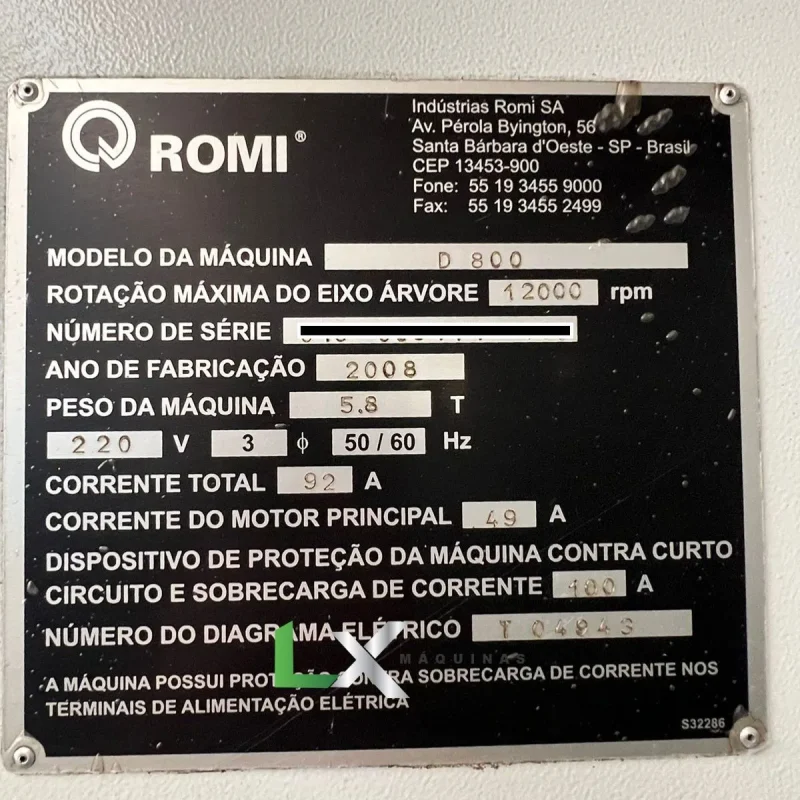 ROMI®
Indústrias Romi SA
Av. Pérola Byington, 56
Santa Bárbara d'Oeste - SP - Brasil
CEP 13453-900
Fone: 55 19 3455 9000
Fax: 55 19 3455 2499
MODELO DA MÁQUINA D 800
ROTAÇÃO MÁXIMA DO EIXO ÁRVORE 12000 rpm
NÚMERO DE SÉRIE
ANO DE FABRICAÇÃO 2008
PESO DA MÁQUINA 5.8 T
220 V 3 ϕ 50 / 60 Hz
CORRENTE TOTAL 92 A
CORRENTE DO MOTOR PRINCIPAL 49 A
DISPOSITIVO DE PROTEÇÃO DA MÁQUINA CONTRA CURTO
CIRCUITO E SOBRECARGA DE CORRENTE A
NÚMERO DO DIAGRAMA ELÉTRICO
LX MÁQUINAS
A MÁQUINA POSSUI PROTEÇÃO CONTRA SOBRECARGA DE CORRENTE NOS
TERMINAIS DE ALIMENTAÇÃO ELÉTRICA
S32286